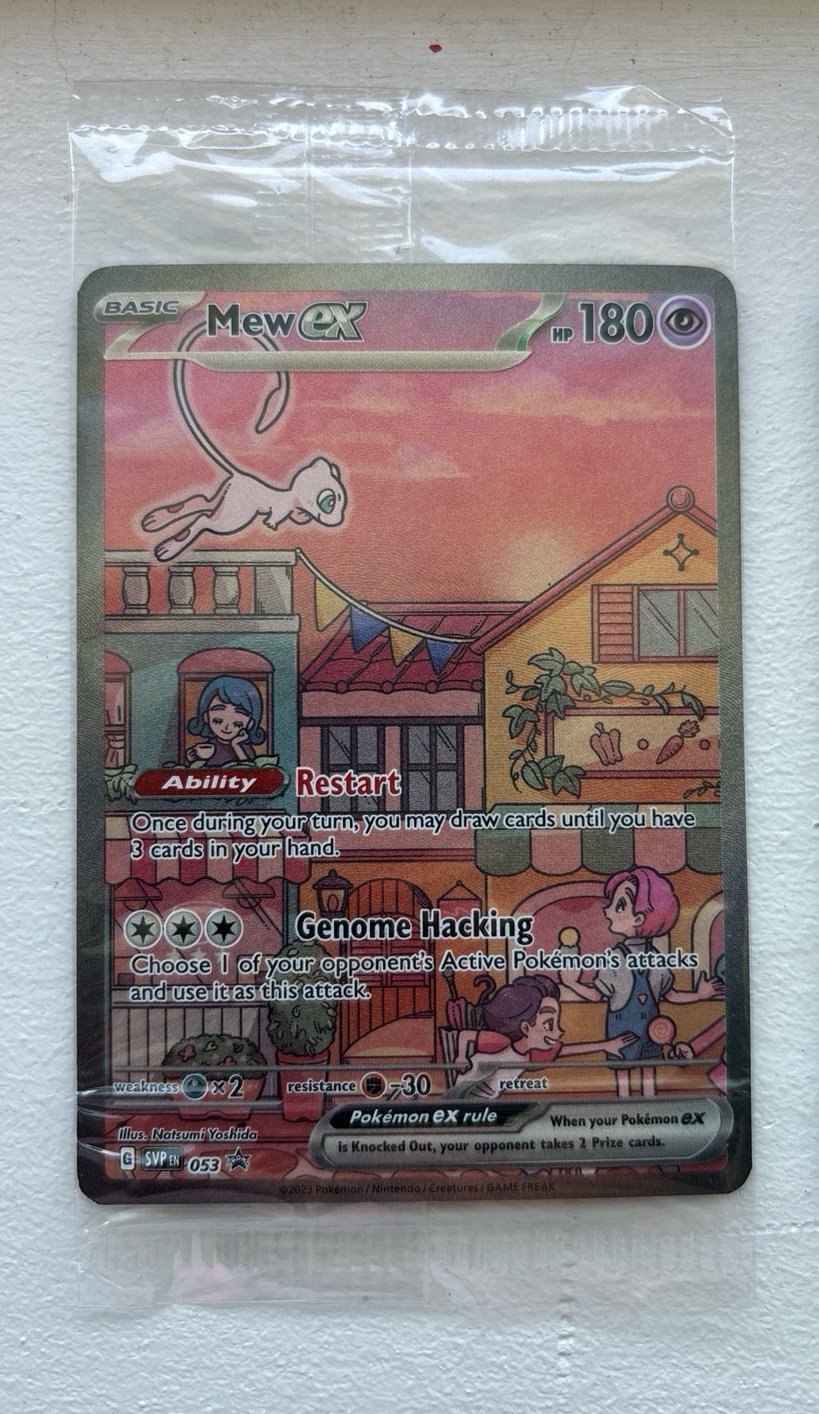 BASIC Mew ex HP 180
Ability Restart
Once during your turn, you may draw cards until you have
3 cards in your hand.
Genome Hacking
Choose 1 of your opponent's Active Pokémon's attacks
and use it as this attack.
weakness ×2 resistance -30 retreat
Pokémon ex rule When your Pokémon ex
is Knocked Out, your opponent takes 2 Prize cards.
Illus. Natsumi Yoshida
G SVP EN 053
©2023 Pokémon / Nintendo / Creatures / GAME FREAK